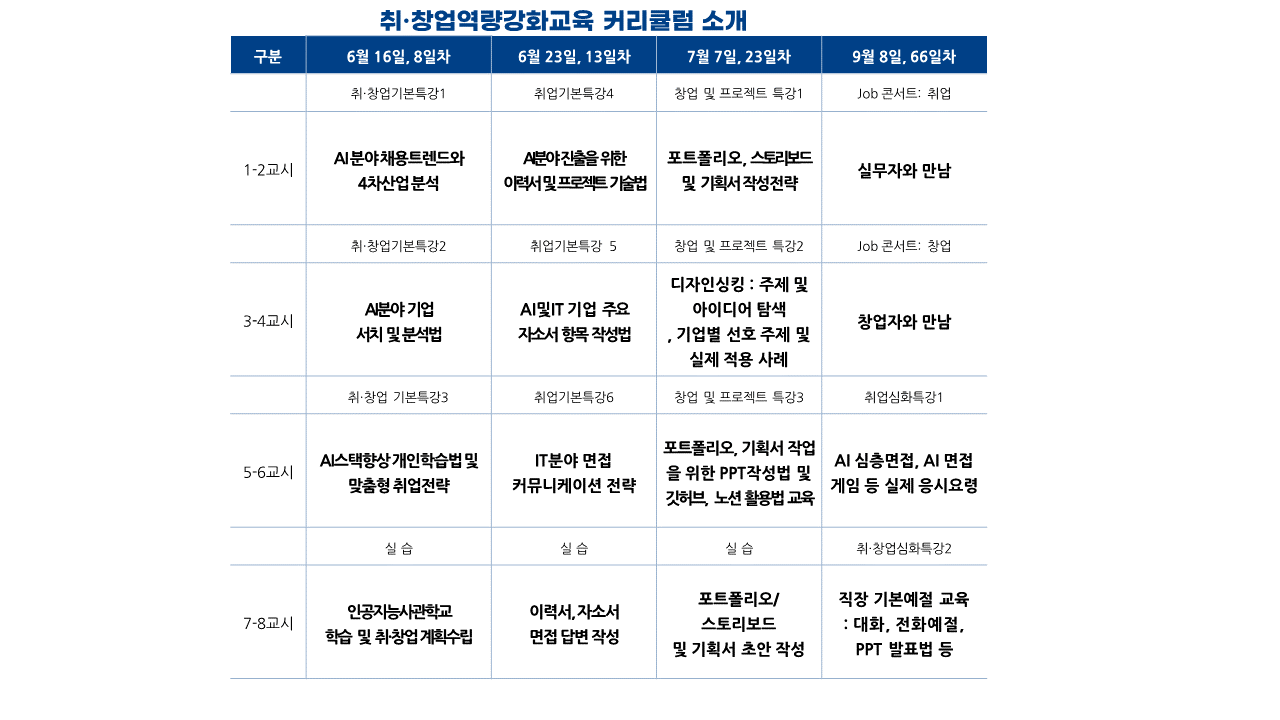 취·창업역량강화교육 커리큘럼 소개
구분 6월 16일, 8일차 6월 23일, 13일차 7월 7일, 23일차 9월 8일, 66일차
취·창업기본특강1 취업기본특강4 창업 및 프로젝트 특강1 Job 콘서트: 취업
1-2교시
AI 분야 채용트렌드와
4차산업 분석
AI분야 진출을 위한
이력서 및 프로젝트 기술법
포트폴리오, 스토리보드
및 기획서 작성전략
실무자와 만남
취·창업기본특강2 취업기본특강 5 창업 및 프로젝트 특강2 Job 콘서트: 창업
3-4교시
AI분야 기업
서치 및 분석법
AI 및 IT 기업 주요
자소서 항목 작성법
디자인싱킹 : 주제 및
아이디어 탐색
, 기업별 선호 주제 및
실제 적용 사례
창업자와 만남
취·창업 기본특강3 취업기본특강6 창업 및 프로젝트 특강3 취업심화특강1
5-6교시
AI스택향상 개인학습법 및
맞춤형 취업전략
IT분야 면접
커뮤니케이션 전략
포트폴리오, 기획서 작업
을 위한 PPT작성법 및
깃허브, 노션 활용법 교육
AI 심층면접, AI 면접
게임 등 실제 응시요령
실 습 실 습 실 습 취·창업심화특강2
7-8교시
인공지능사관학교
학습 및 취·창업 계획수립
이력서, 자소서
면접 답변 작성
포트폴리오/
스토리보드
및 기획서 초안 작성
직장 기본예절 교육
: 대화, 전화예절,
PPT 발표법 등